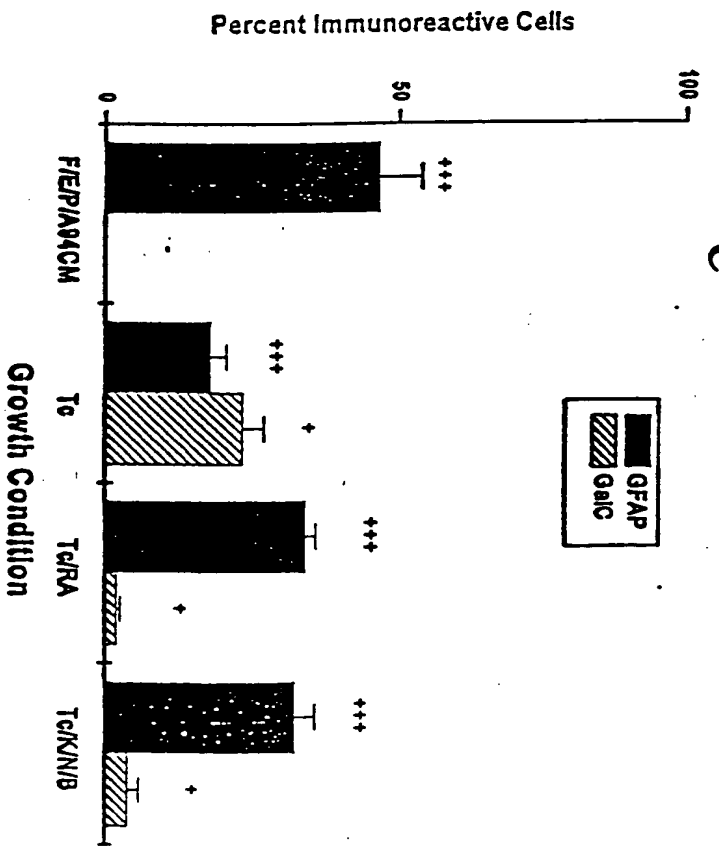 C
GFAP
GalC
Percent Immunoreactive Cells
100
50
0
+++
+++
+
+++
+
+++
+
F/E/P/A94CM
Tc
Tc/RA
Tc/K/N/B
Growth Condition